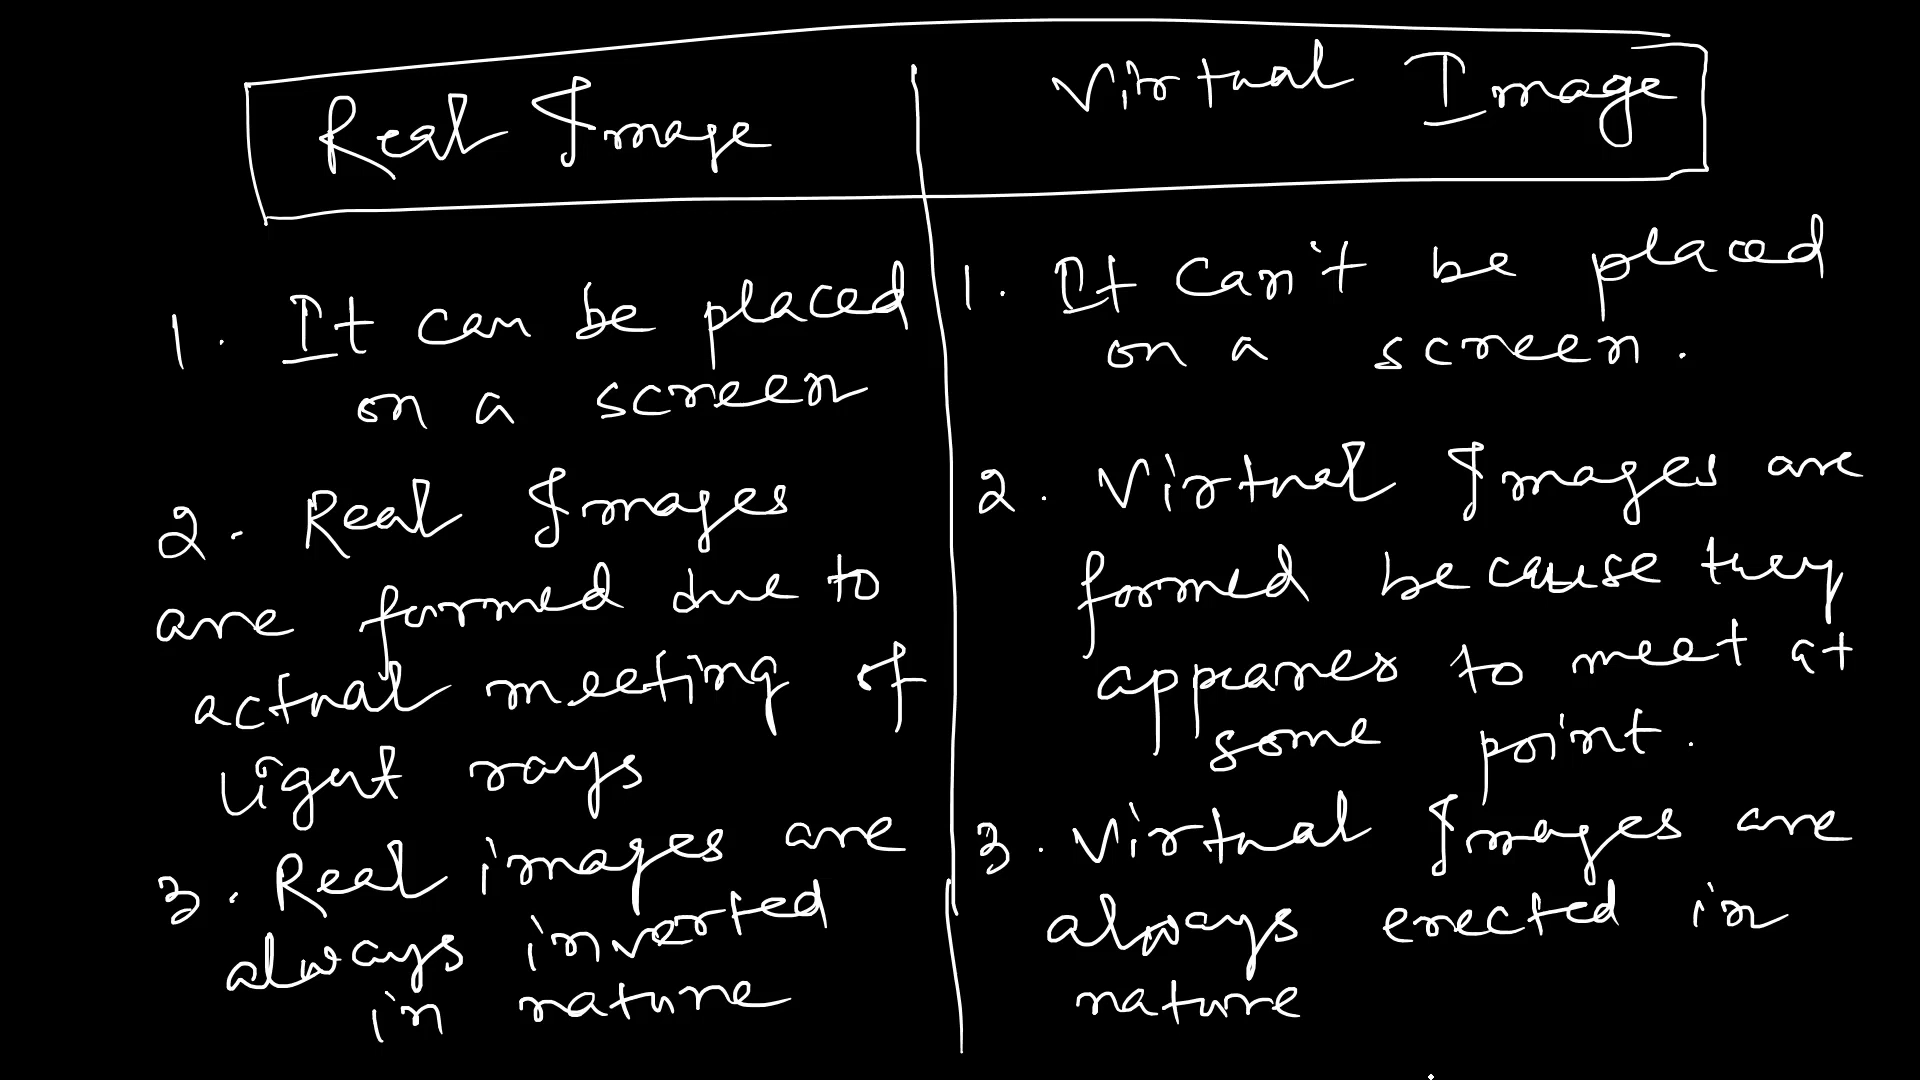 Real Image
Virtual Image
1. It can be placed
on a screen
2. Real Images
are formed due to
actual meeting of
light rays
3. Real images are
always inverted
in nature
1. It can't be placed
on a screen.
2. Virtual Images are
formed because they
appeares to meet at
some point.
3. Virtual Images are
always erected in
nature